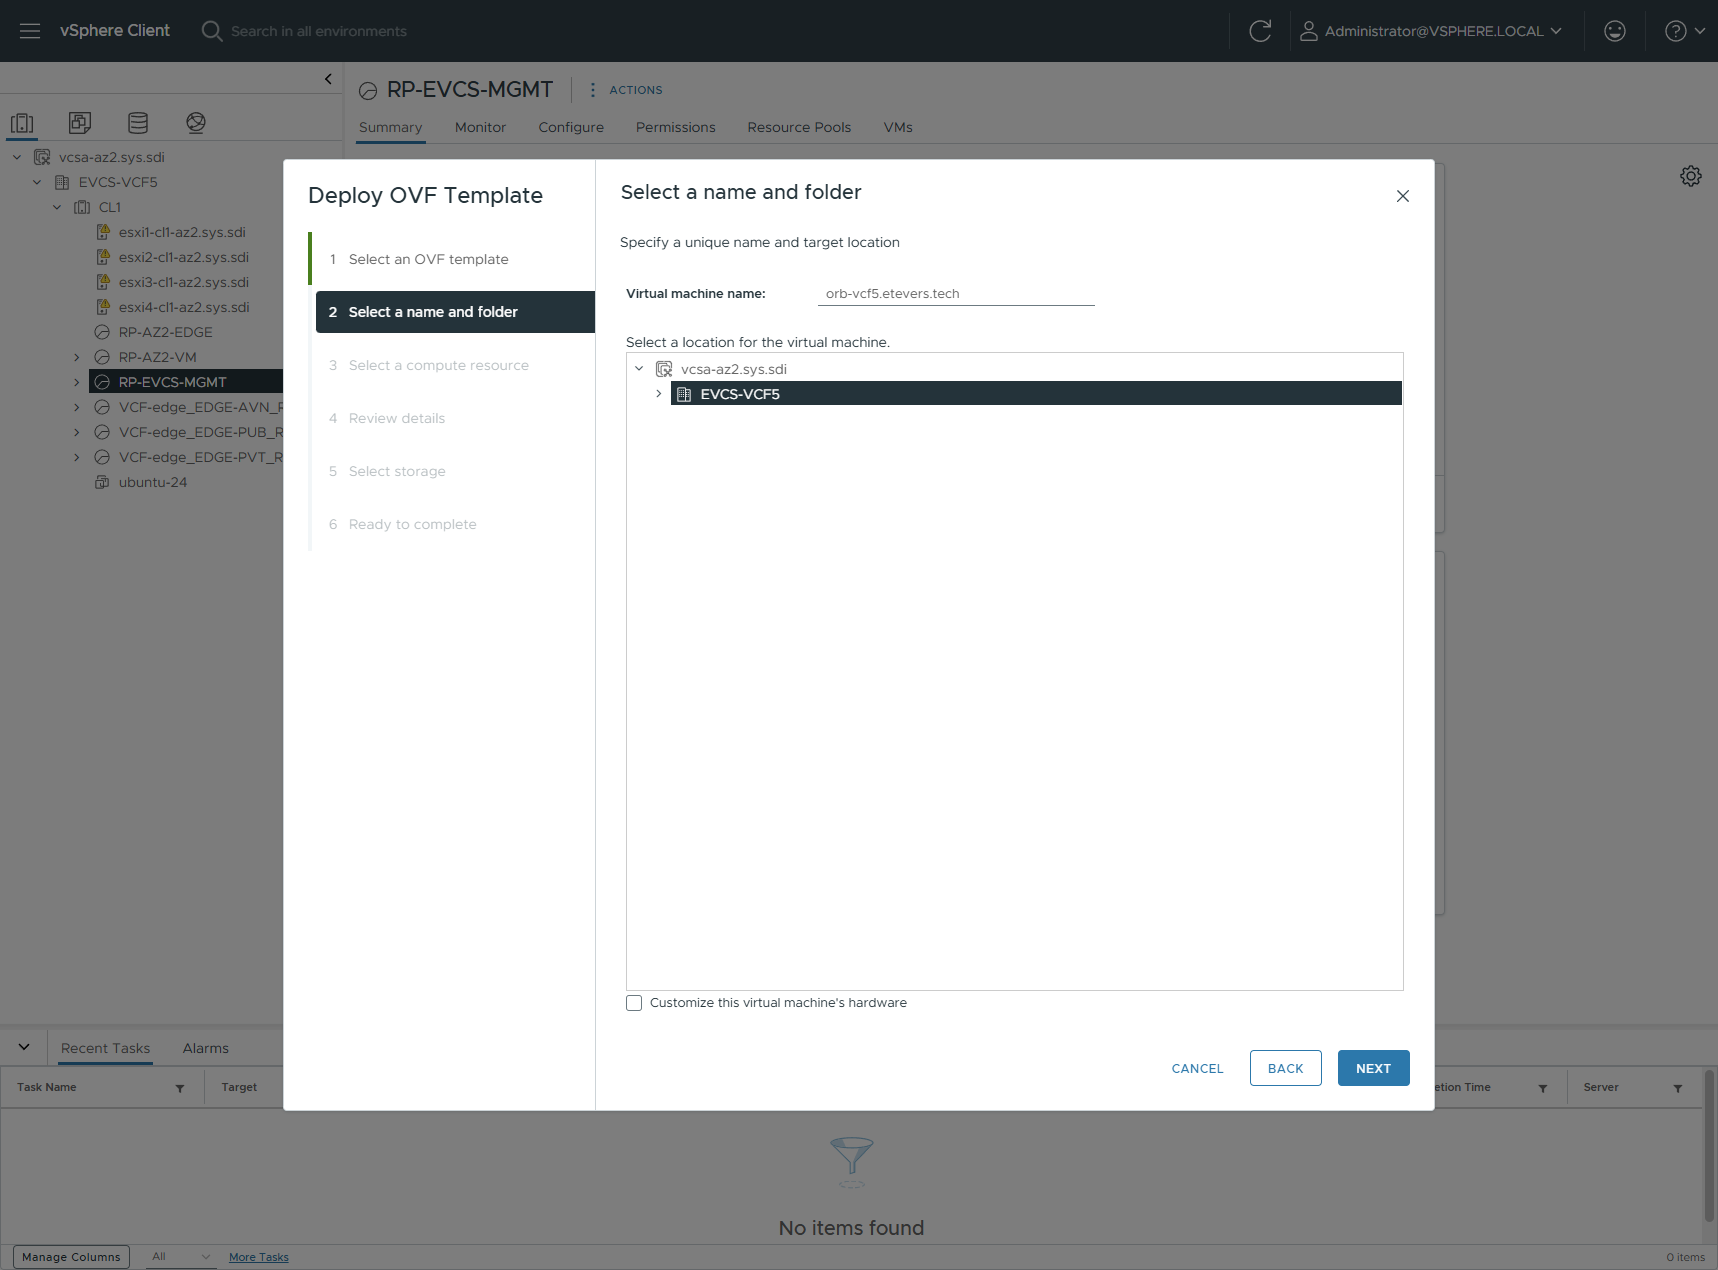 vSphere Client
Search in all environments
Administrator@VSPHERE.LOCAL
RP-EVCS-MGMT
ACTIONS
Summary
Monitor
Configure
Permissions
Resource Pools
VMs
vcsa-az2.sys.sdi
EVCS-VCF5
CL1
esxi1-cl1-az2.sys.sdi
esxi2-cl1-az2.sys.sdi
esxi3-cl1-az2.sys.sdi
esxi4-cl1-az2.sys.sdi
RP-AZ2-EDGE
RP-AZ2-VM
RP-EVCS-MGMT
VCF-edge_EDGE-AVN_R
VCF-edge_EDGE-PUB_R
VCF-edge_EDGE-PVT_R
ubuntu-24
Deploy OVF Template
1 Select an OVF template
2 Select a name and folder
3 Select a compute resource
4 Review details
5 Select storage
6 Ready to complete
Select a name and folder
Specify a unique name and target location
Virtual machine name:
orb-vcf5.etevers.tech
Select a location for the virtual machine.
vcsa-az2.sys.sdi
EVCS-VCF5
Customize this virtual machine's hardware
CANCEL
BACK
NEXT
Recent Tasks
Alarms
Task Name
Target
etion Time
Server
No items found
Manage Columns
All
More Tasks
0 items